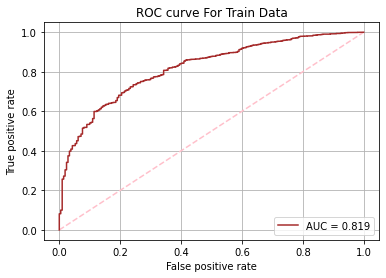 ROC curve For Train Data
1.0
0.8
0.6
0.4
0.2
0.0
True positive rate
AUC = 0.819
0.0 0.2 0.4 0.6 0.8 1.0
False positive rate